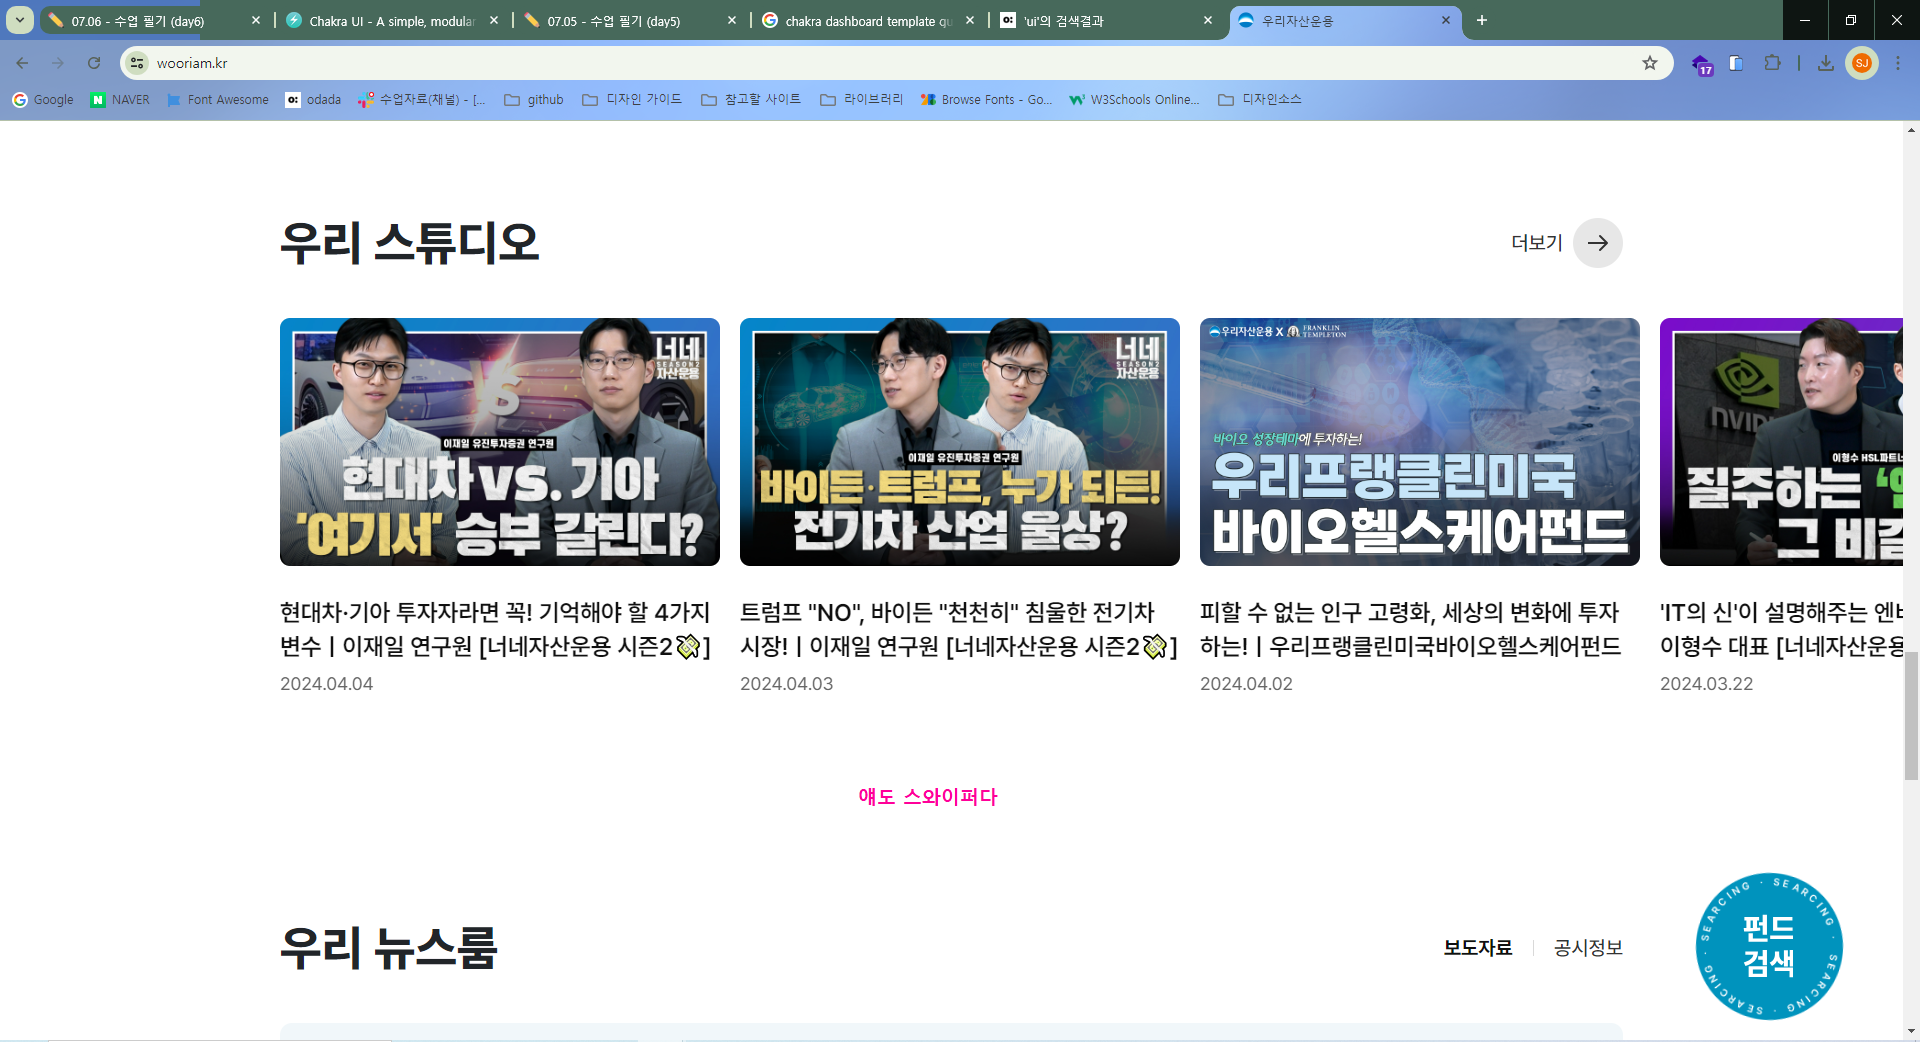 07.06 - 수업 필기 (day6)
Chakra UI - A simple, modular
07.05 - 수업 필기 (day5)
chakra dashboard template qu
'ui'의 검색결과
우리자산운용
wooriam.kr
17
SJ
Google
NAVER
Font Awesome
odada
수업자료(채널) - [...
github
디자인 가이드
참고할 사이트
라이브러리
Browse Fonts - Go...
W3Schools Online...
디자인소스
우리 스튜디오
더보기
너네
SEASON2
자산운용
VS
이재일 유진투자증권 연구원
현대차 vs. 기아
'여기서' 승부 갈린다?
현대차·기아 투자자라면 꼭! 기억해야 할 4가지
변수ㅣ이재일 연구원 [너네자산운용 시즌2💸]
2024.04.04
너네
SEASON2
자산운용
이재일 유진투자증권 연구원
바이든·트럼프, 누가 되든!
전기차 산업 울상?
트럼프 "NO", 바이든 "천천히" 침울한 전기차
시장!ㅣ이재일 연구원 [너네자산운용 시즌2💸]
2024.04.03
우리자산운용 X FRANKLIN TEMPLETON
바이오 성장테마에 투자하는!
우리프랭클린미국
바이오헬스케어펀드
피할 수 없는 인구 고령화, 세상의 변화에 투자
하는!ㅣ우리프랭클린미국바이오헬스케어펀드
2024.04.02
이형수 HSL파트너
질주하는
그 비결
'IT의 신'이 설명해주는 엔비
이형수 대표 [너네자산운용
2024.03.22
얘도 스와이퍼다
우리 뉴스룸
보도자료
공시정보
SEARCING · SEARCING · SEARCING · SEARCING ·
펀드
검색